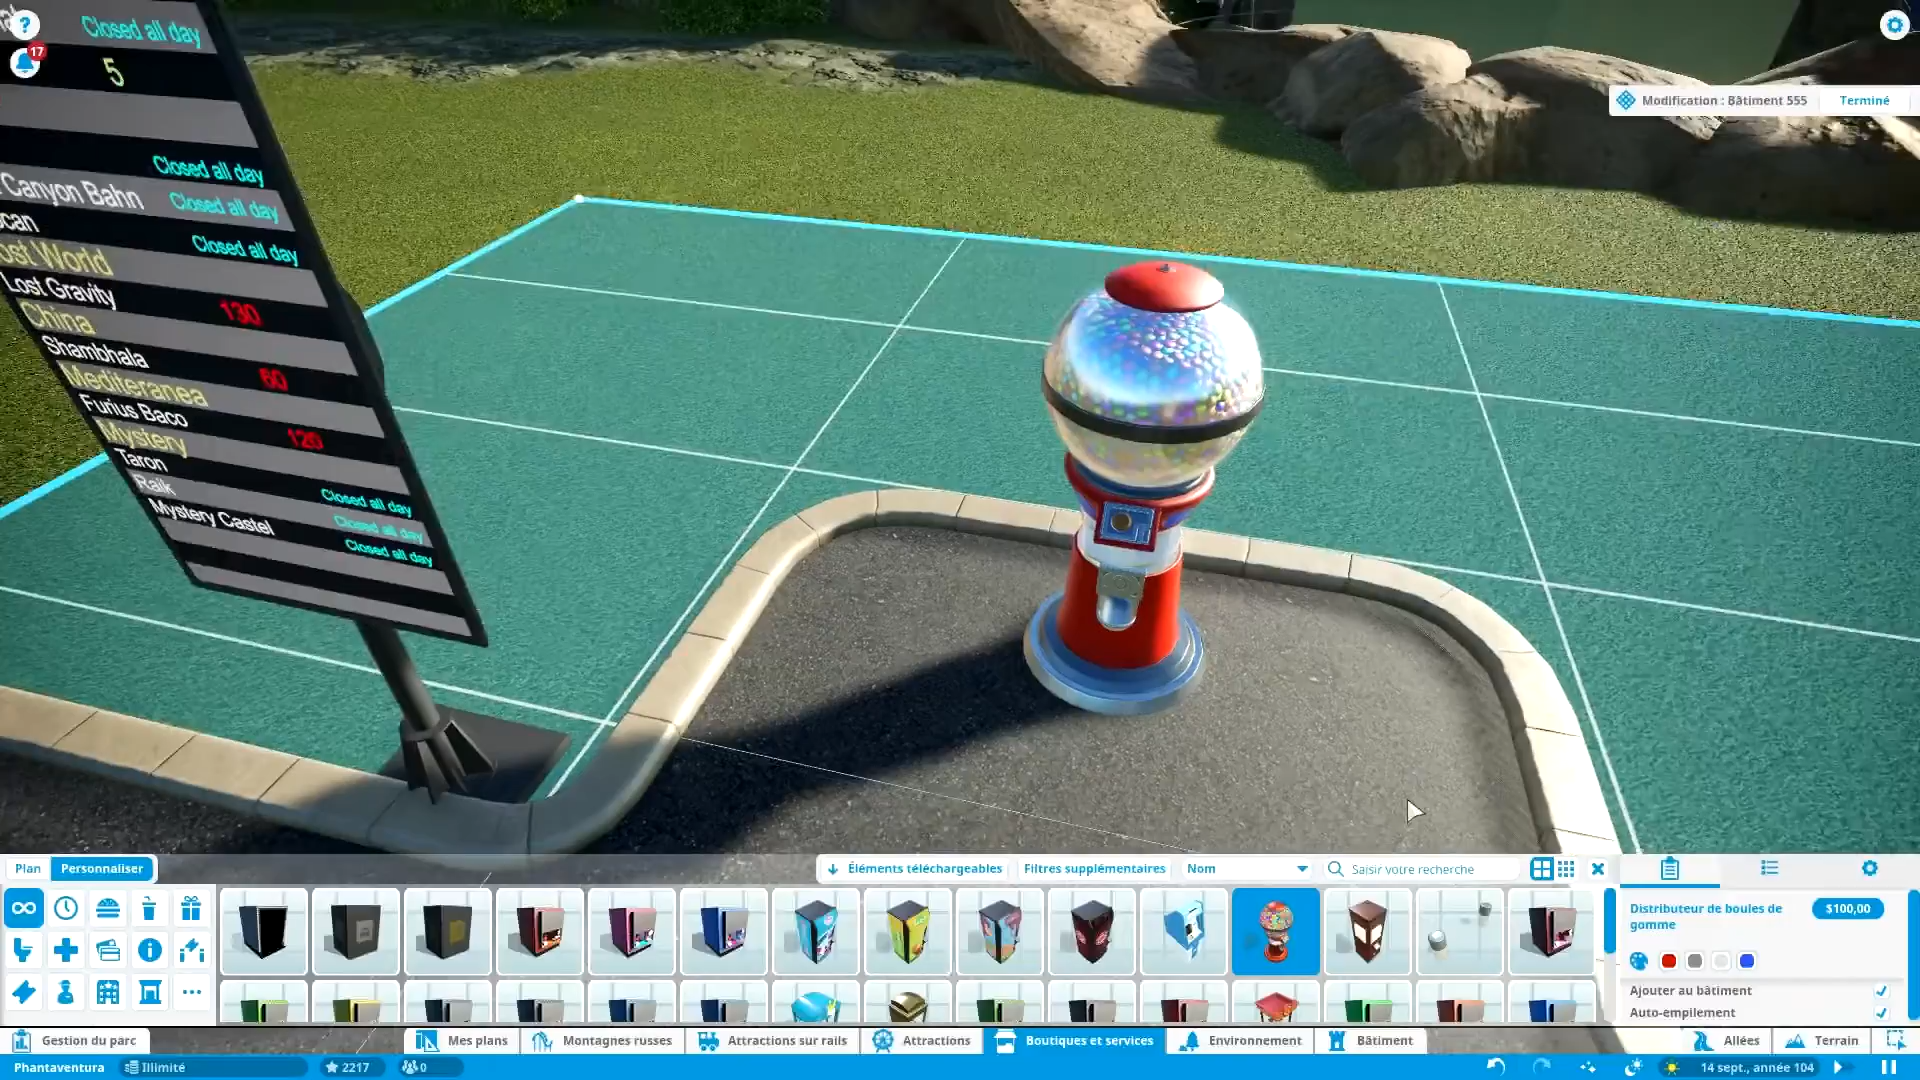 Closed all day
5
Closed all day
Canyon Bahn Closed all day
Closed all day
Lost Gravity 130
China
Shambhala 60
Mediteranea
Furius Baco 120
Mystery
Taron Closed all day
Raik Closed all day
Mystery Castel Closed all day
?
17
Modification : Bâtiment 555 Terminé
Plan Personnaliser Éléments téléchargeables Filtres supplémentaires Nom Saisir votre recherche
Distributeur de boules de gomme $100,00
Ajouter au bâtiment
Auto-empilement
Gestion du parc Mes plans Montagnes russes Attractions sur rails Attractions Boutiques et services Environnement Bâtiment Allées Terrain
Phantaventura Illimité 2217 0 14 sept., année 104